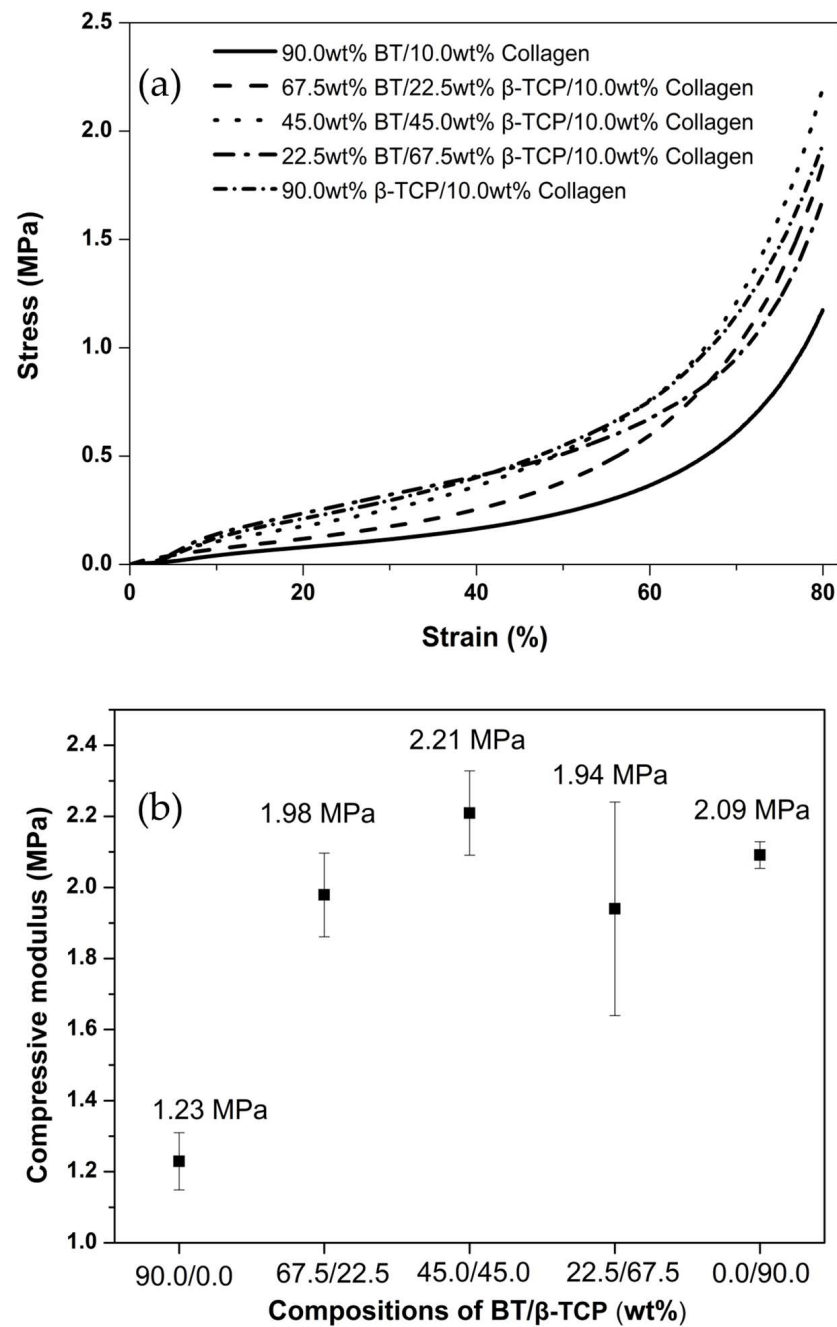 2.5
2.0
1.5
1.0
0.5
0.0
Stress (MPa)
(a)
90.0wt% BT/10.0wt% Collagen
67.5wt% BT/22.5wt% β-TCP/10.0wt% Collagen
45.0wt% BT/45.0wt% β-TCP/10.0wt% Collagen
22.5wt% BT/67.5wt% β-TCP/10.0wt% Collagen
90.0wt% β-TCP/10.0wt% Collagen
0 20 40 60 80
Strain (%)
2.4
2.2
2.0
1.8
1.6
1.4
1.2
1.0
Compressive modulus (MPa)
(b)
1.23 MPa
1.98 MPa
2.21 MPa
1.94 MPa
2.09 MPa
90.0/0.0 67.5/22.5 45.0/45.0 22.5/67.5 0.0/90.0
Compositions of BT/β-TCP (wt%)